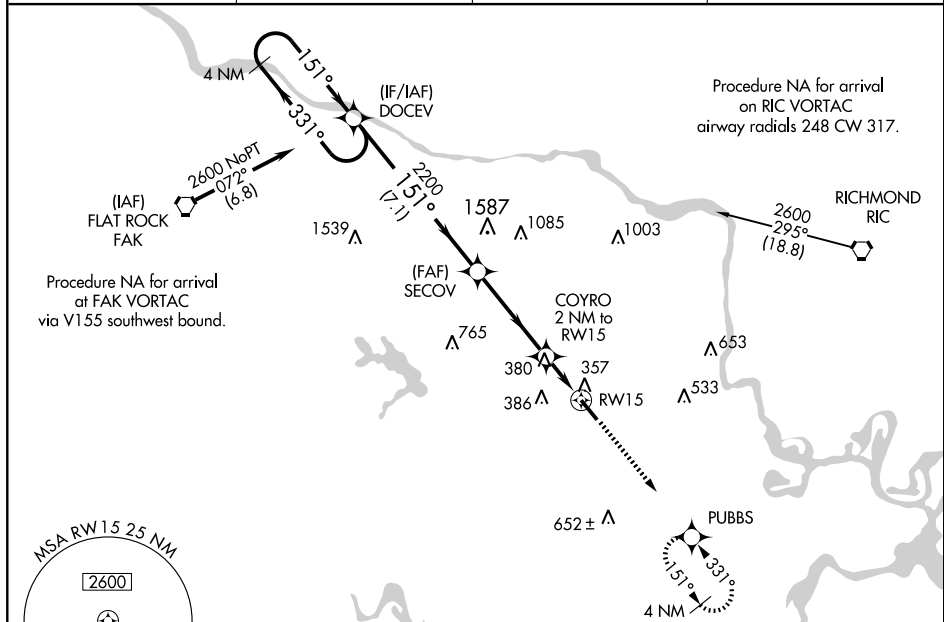 4 NM
151°
331°
(IF/IAF)
DOCEV
Procedure NA for arrival
on RIC VORTAC
airway radials 248 CW 317.
2600 NoPT
072°
(6.8)
(IAF)
FLAT ROCK
FAK
2200
151°
(7.1)
1539
1587
1085
1003
2600
295°
(18.8)
RICHMOND
RIC
Procedure NA for arrival
at FAK VORTAC
via V155 southwest bound.
(FAF)
SECOV
COYRO
2 NM to
RW15
765
380
357
386
RW15
653
533
652 ±
PUBBS
151°
331°
4 NM
MSA RW15 25 NM
2600